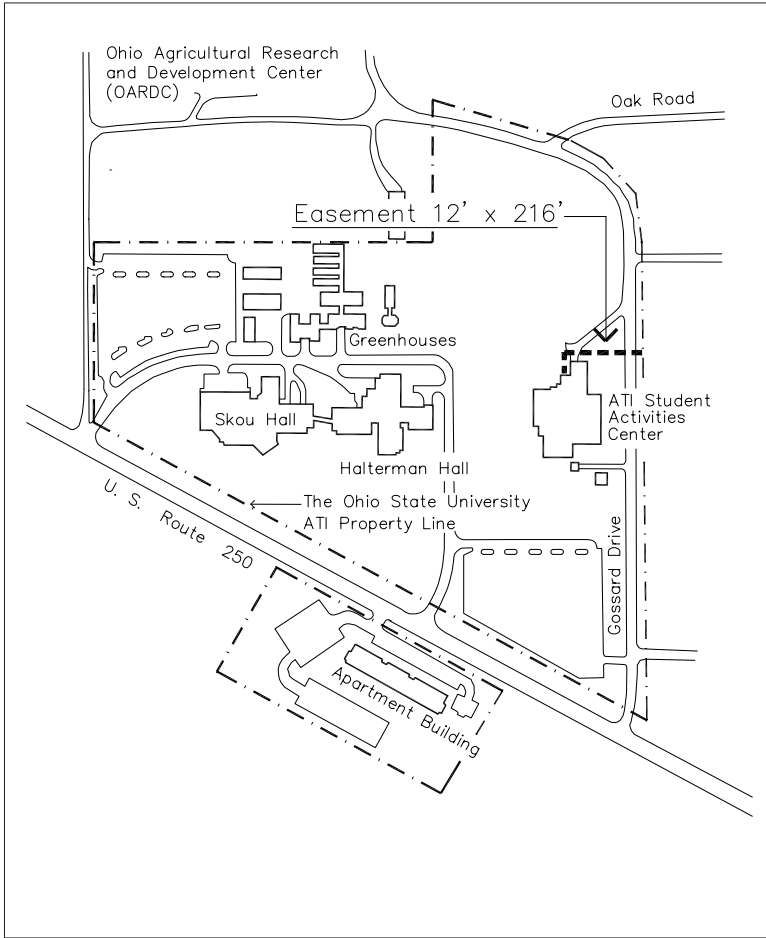 Ohio Agricultural Research
and Development Center
(OARDC)
Oak Road
Easement 12' x 216'
Greenhouses
ATI Student
Activities
Center
Skou Hall
Halterman Hall
The Ohio State University
ATI Property Line
U. S. Route 250
Gossard Drive
Apartment Building